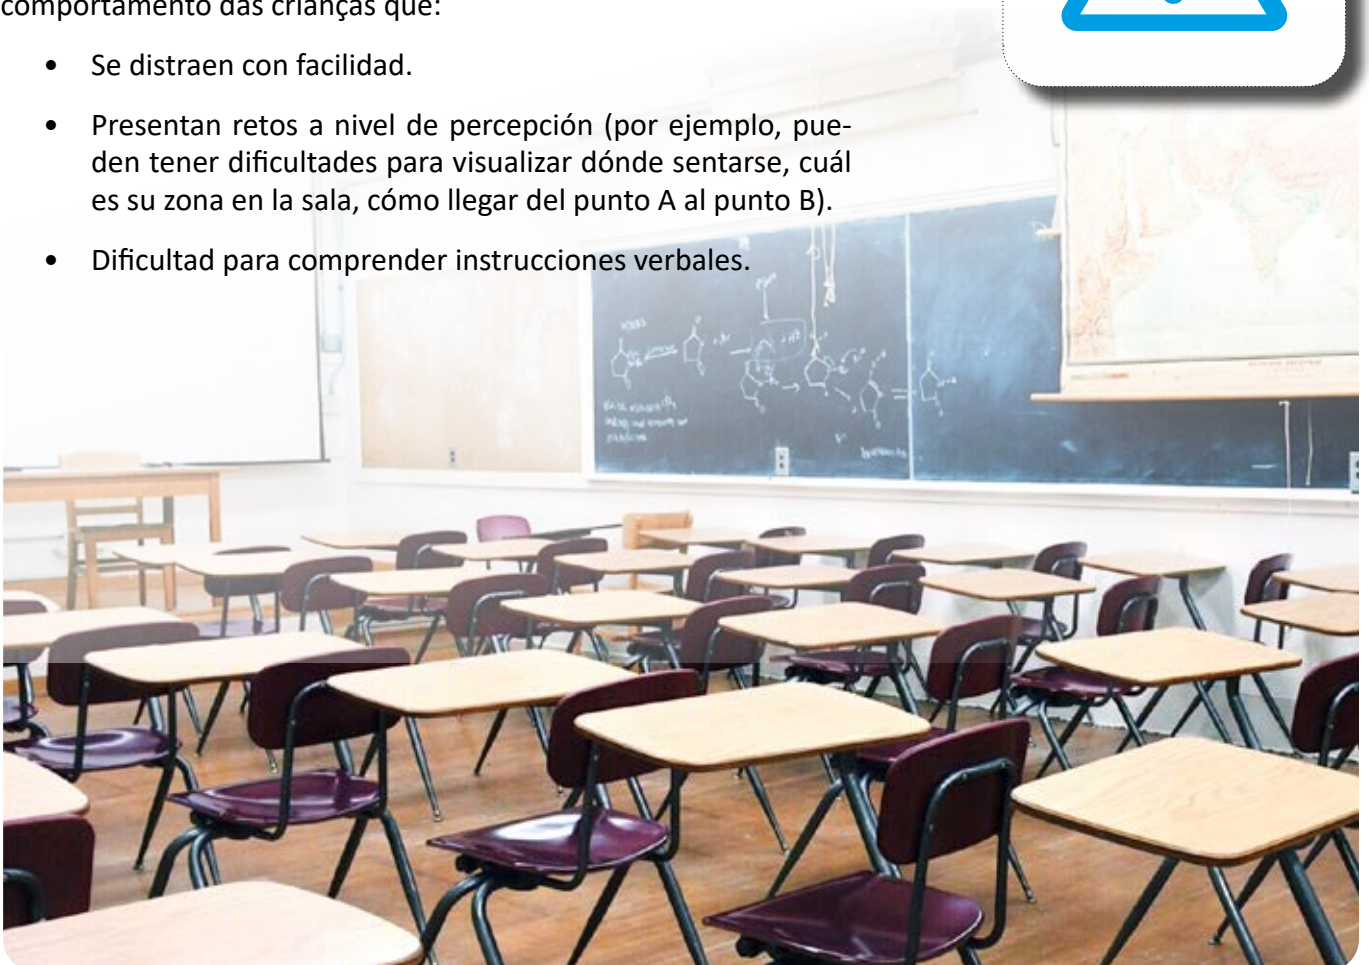 comportamento das crianças que:
• Se distraen con facilidad.
• Presentan retos a nivel de percepción (por ejemplo, pue-
den tener dificultades para visualizar dónde sentarse, cuál
es su zona en la sala, cómo llegar del punto A al punto B).
• Dificultad para comprender instrucciones verbales.